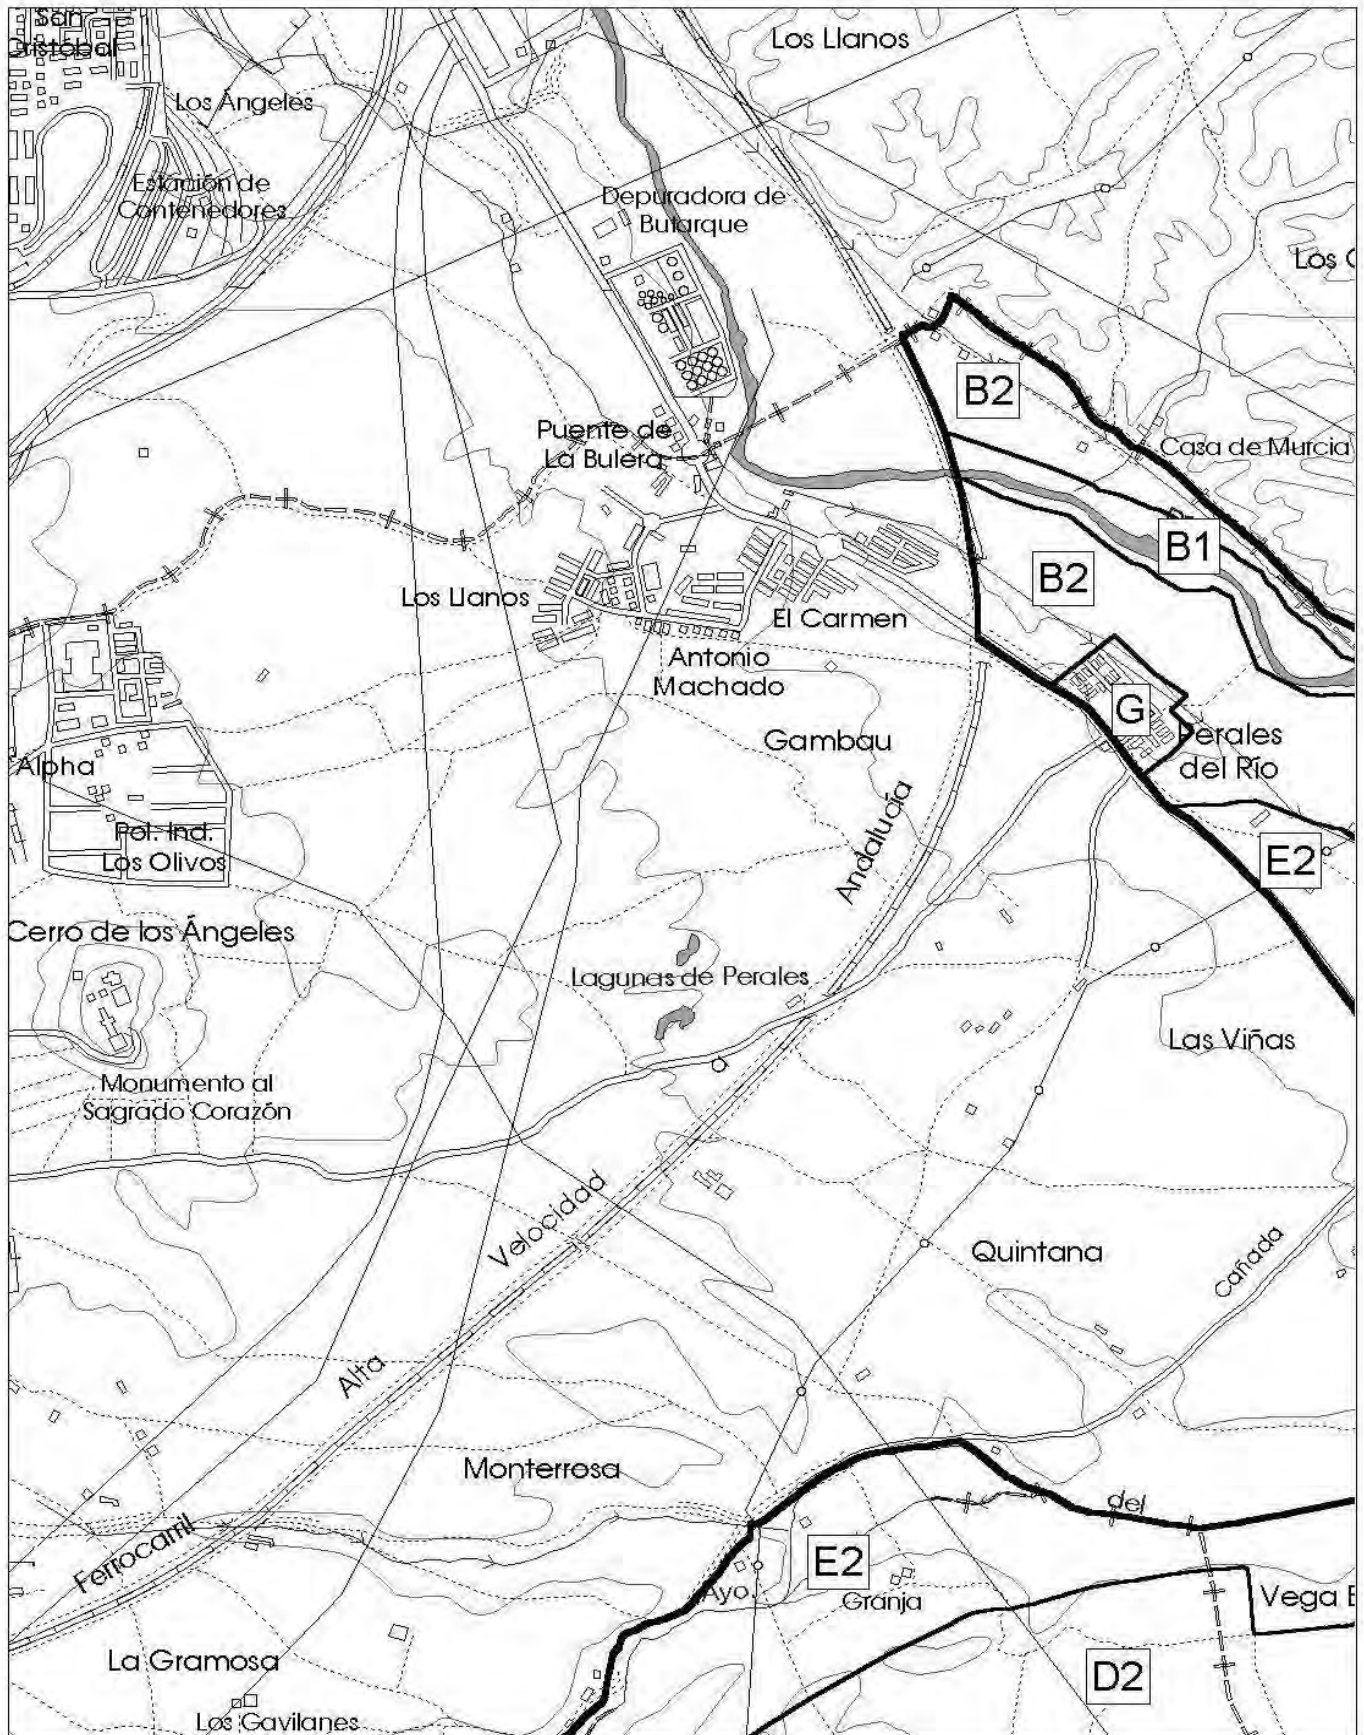 San
Cristóbal
Los Llanos
Los Ángeles
Estación de
Contenedores
Depuradora de
Butarque
Los
B2
Puente de
La Bulera
Casa de Murcia
B1
B2
Los Llanos
El Carmen
Antonio
Machado
G
Gambau
Perales
del Río
Alpha
Andalucía
Pol. Ind.
Los Olivos
E2
Cerro de los Ángeles
Lagunas de Perales
Las Viñas
Monumento al
Sagrado Corazón
Velocidad
Quintana
Cañada
Alta
Monterrosa
del
Ferrocarril
E2
Ayo.
Granja
Vega
La Gramosa
D2
Los Gavilanes